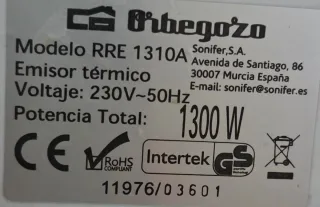 Orbegozo
Modelo RRE 1310A
Emisor térmico
Voltaje: 230V~50Hz
Potencia Total: 1300 W
Sonifer,S.A.
Avenida de Santiago, 86
30007 Murcia España
E-mail: sonifer@sonifer.es
CE
RoHS
COMPLIANT
Intertek
GS
11976/03601